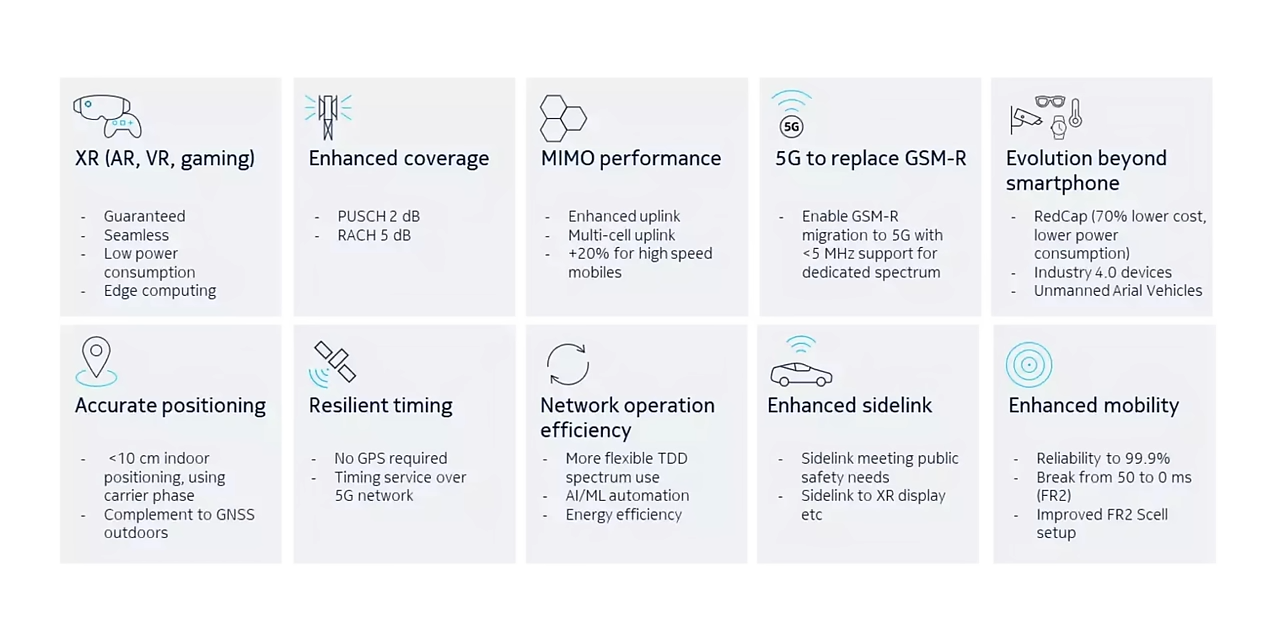 XR (AR, VR, gaming)
- Guaranteed
- Seamless
- Low power
consumption
- Edge computing
Enhanced coverage
- PUSCH 2 dB
- RACH 5 dB
MIMO performance
- Enhanced uplink
- Multi-cell uplink
- +20% for high speed
mobiles
5G
5G to replace GSM-R
- Enable GSM-R
migration to 5G with
<5 MHz support for
dedicated spectrum
Evolution beyond
smartphone
- RedCap (70% lower cost,
lower power
consumption)
- Industry 4.0 devices
- Unmanned Arial Vehicles
Accurate positioning
- <10 cm indoor
positioning, using
carrier phase
- Complement to GNSS
outdoors
Resilient timing
- No GPS required
- Timing service over
5G network
Network operation
efficiency
- More flexible TDD
spectrum use
- AI/ML automation
- Energy efficiency
Enhanced sidelink
- Sidelink meeting public
safety needs
- Sidelink to XR display
etc
Enhanced mobility
- Reliability to 99.9%
- Break from 50 to 0 ms
(FR2)
- Improved FR2 Scell
setup